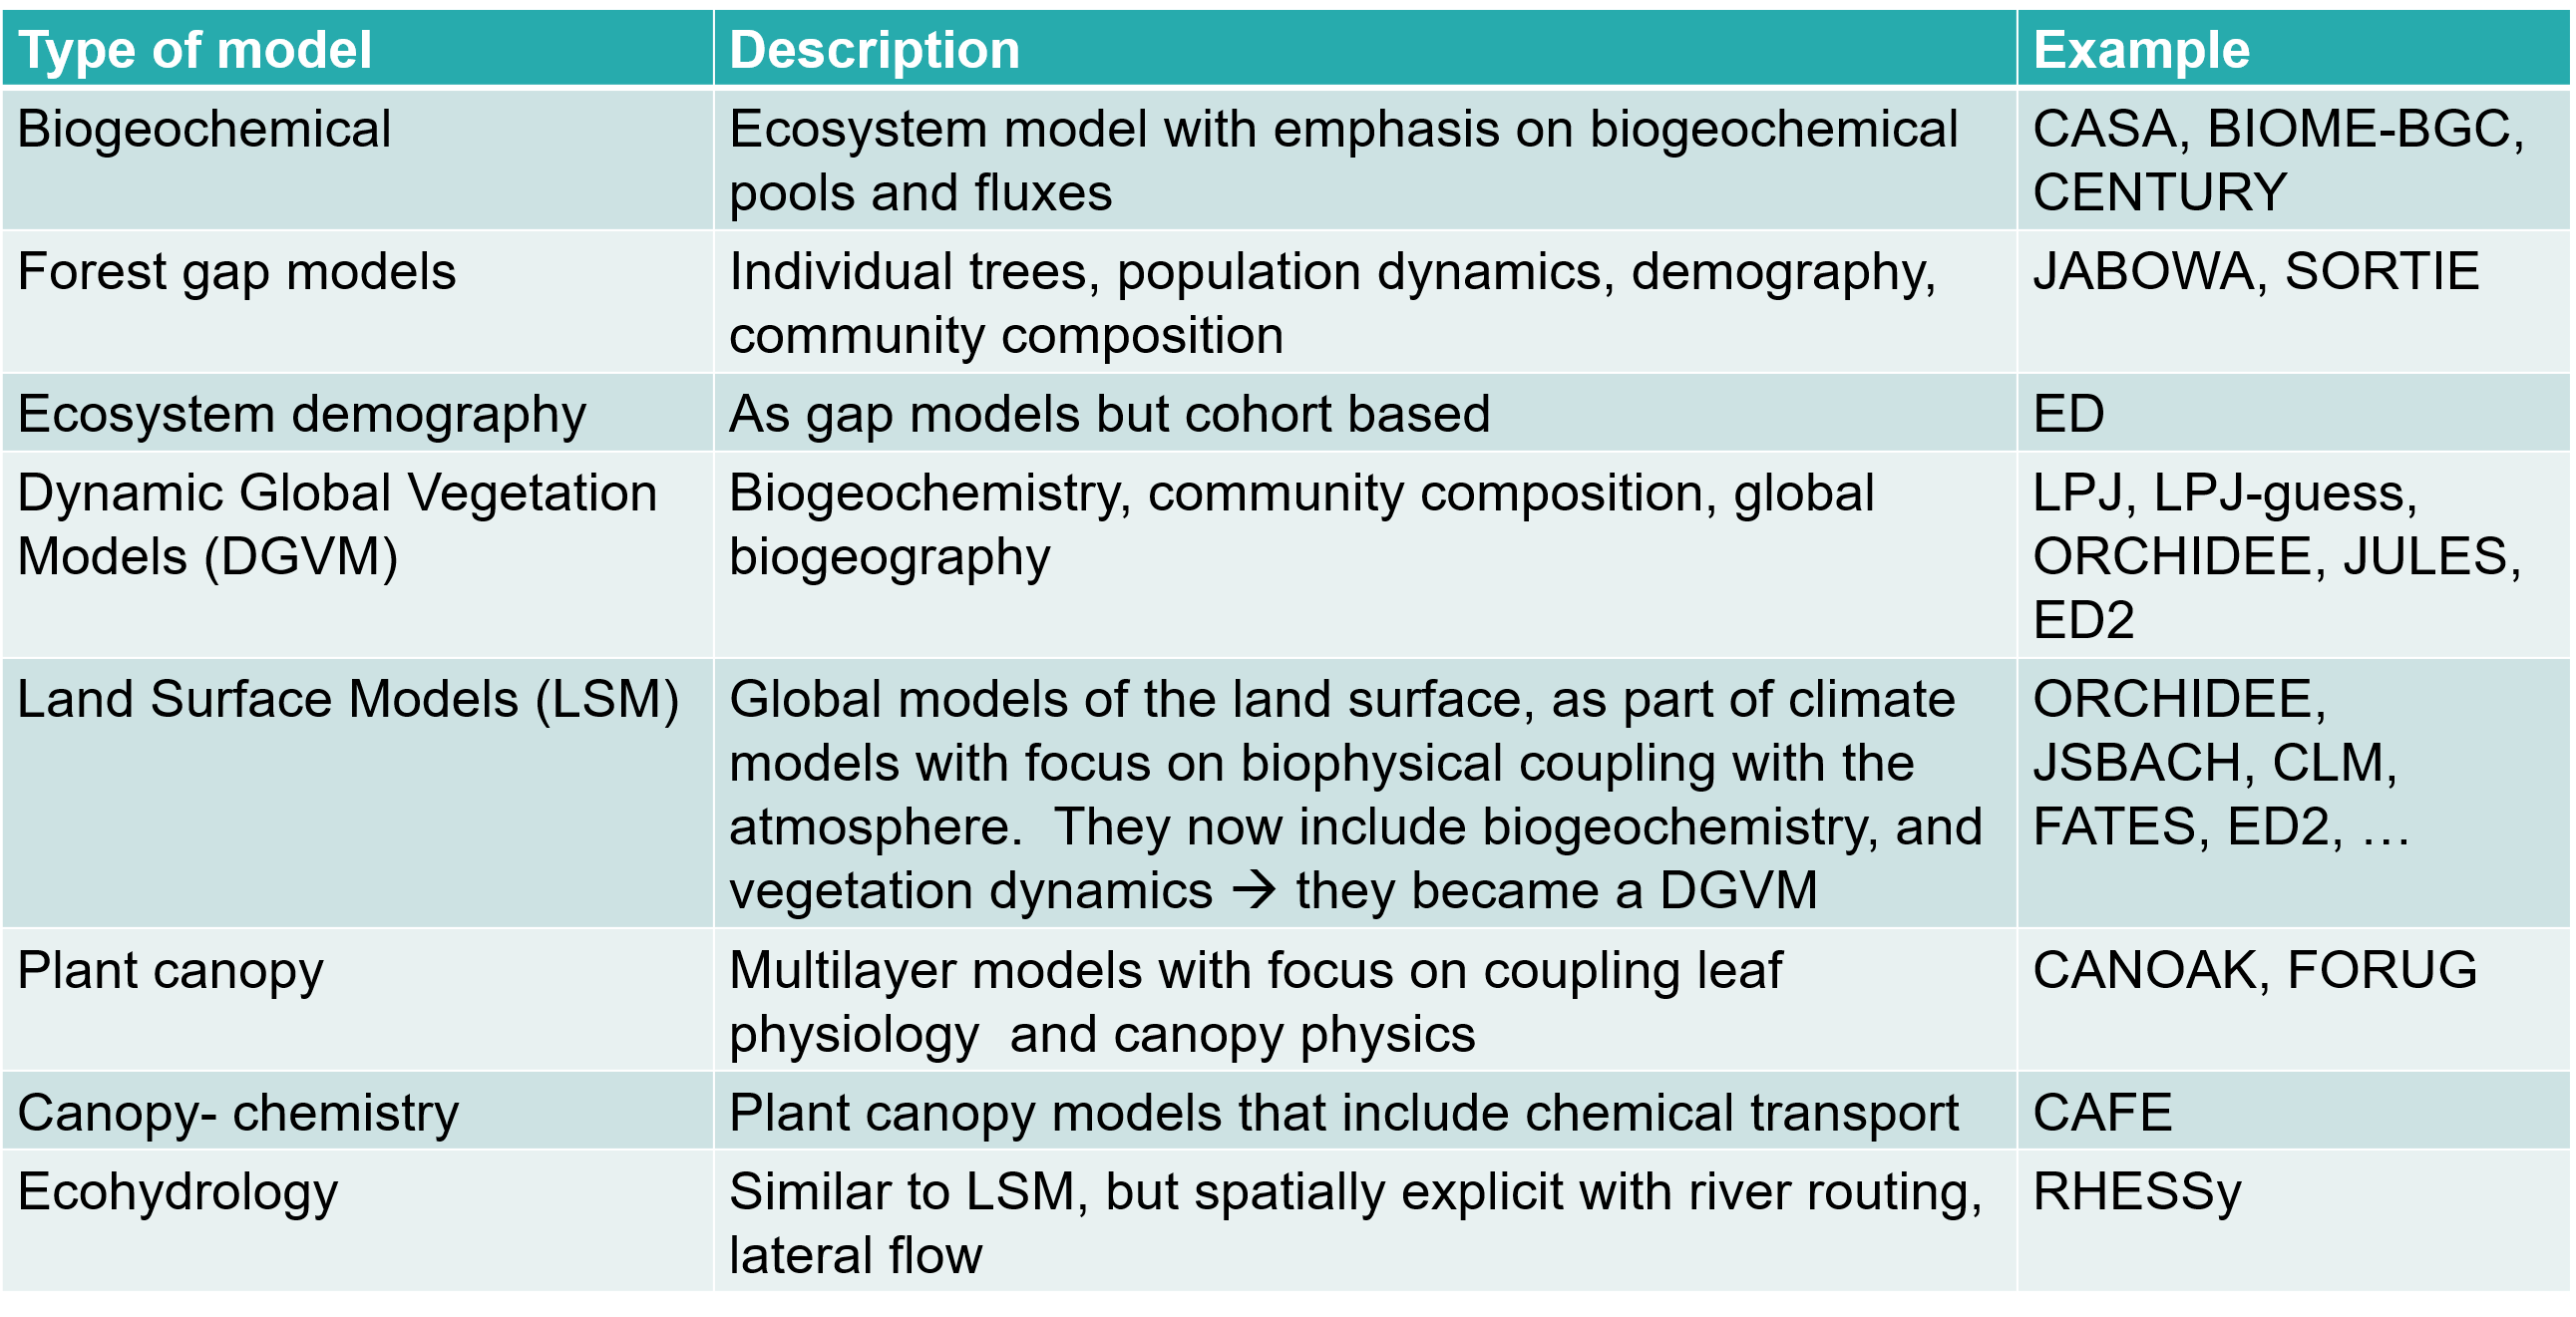 Type of model
Description
Example
Biogeochemical
Ecosystem model with emphasis on biogeochemical
pools and fluxes
CASA, BIOME-BGC,
CENTURY
Forest gap models
Individual trees, population dynamics, demography,
community composition
JABOWA, SORTIE
Ecosystem demography
As gap models but cohort based
ED
Dynamic Global Vegetation
Models (DGVM)
Biogeochemistry, community composition, global
biogeography
LPJ, LPJ-guess,
ORCHIDEE, JULES,
ED2
Land Surface Models (LSM)
Global models of the land surface, as part of climate
models with focus on biophysical coupling with the
atmosphere.  They now include biogeochemistry, and
vegetation dynamics → they became a DGVM
ORCHIDEE,
JSBACH, CLM,
FATES, ED2, …
Plant canopy
Multilayer models with focus on coupling leaf
physiology  and canopy physics
CANOAK, FORUG
Canopy- chemistry
Plant canopy models that include chemical transport
CAFE
Ecohydrology
Similar to LSM, but spatially explicit with river routing,
lateral flow
RHESSy